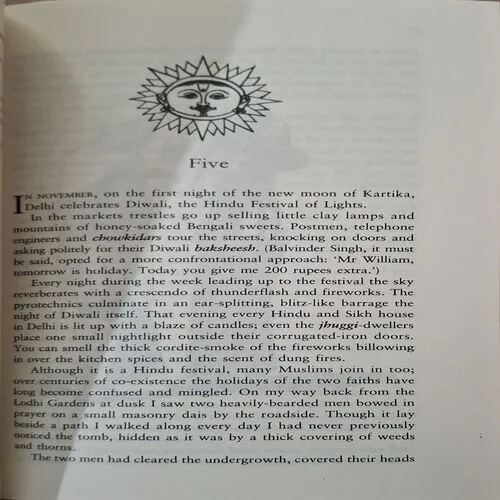 Five
IN NOVEMBER, on the first night of the new moon of Kartika,
Delhi celebrates Diwali, the Hindu Festival of Lights.
In the markets trestles go up selling little clay lamps and
mountains of honey-soaked Bengali sweets. Postmen, telephone
engineers and choukidars tour the streets, knocking on doors and
asking politely for their Diwali baksheesh. (Balvinder Singh, it must
be said, opted for a more confrontational approach: ‘Mr William,
tomorrow is holiday. Today you give me 200 rupees extra.’)
Every night during the week leading up to the festival the sky
reverberates with a crescendo of thunderflash and fireworks. The
pyrotechnics culminate in an ear-splitting, blitz-like barrage the
night of Diwali itself. That evening every Hindu and Sikh house
in Delhi is lit up with a blaze of candles; even the jhuggi-dwellers
place one small nightlight outside their corrugated-iron doors.
You can smell the thick cordite-smoke of the fireworks billowing
in over the kitchen spices and the scent of dung fires.
Although it is a Hindu festival, many Muslims join in too;
over centuries of co-existence the holidays of the two faiths have
long become confused and mingled. On my way back from the
Lodhi Gardens at dusk I saw two heavily-bearded men bowed in
prayer on a small masonry dais by the roadside. Though it lay
beside a path I walked along every day I had never previously
noticed the tomb, hidden as it was by a thick covering of weeds
and thorns.
The two men had cleared the undergrowth, covered their heads